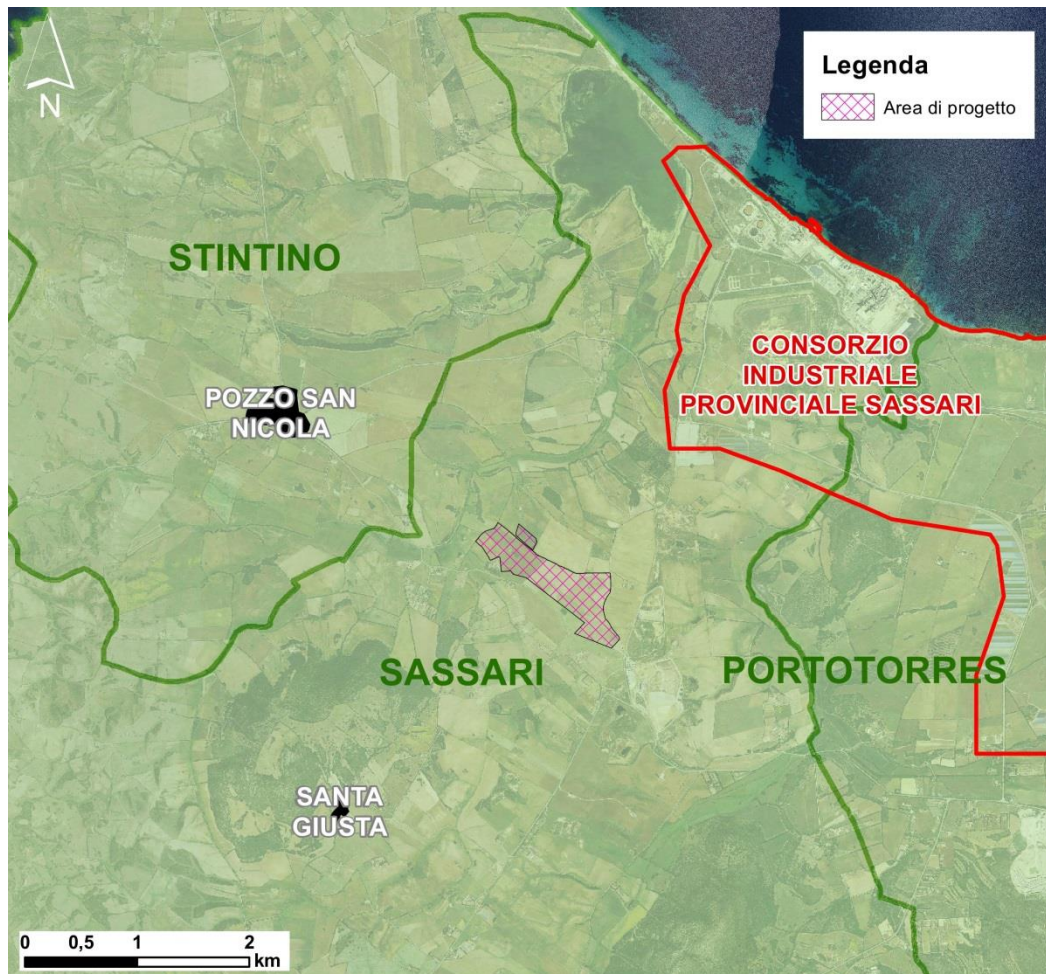 Legenda
Area di progetto
N
STINTINO
CONSORZIO
INDUSTRIALE
PROVINCIALE SASSARI
POZZO SAN
NICOLA
SASSARI
PORTOTORRES
SANTA
GIUSTA
0 0,5 1 2
km